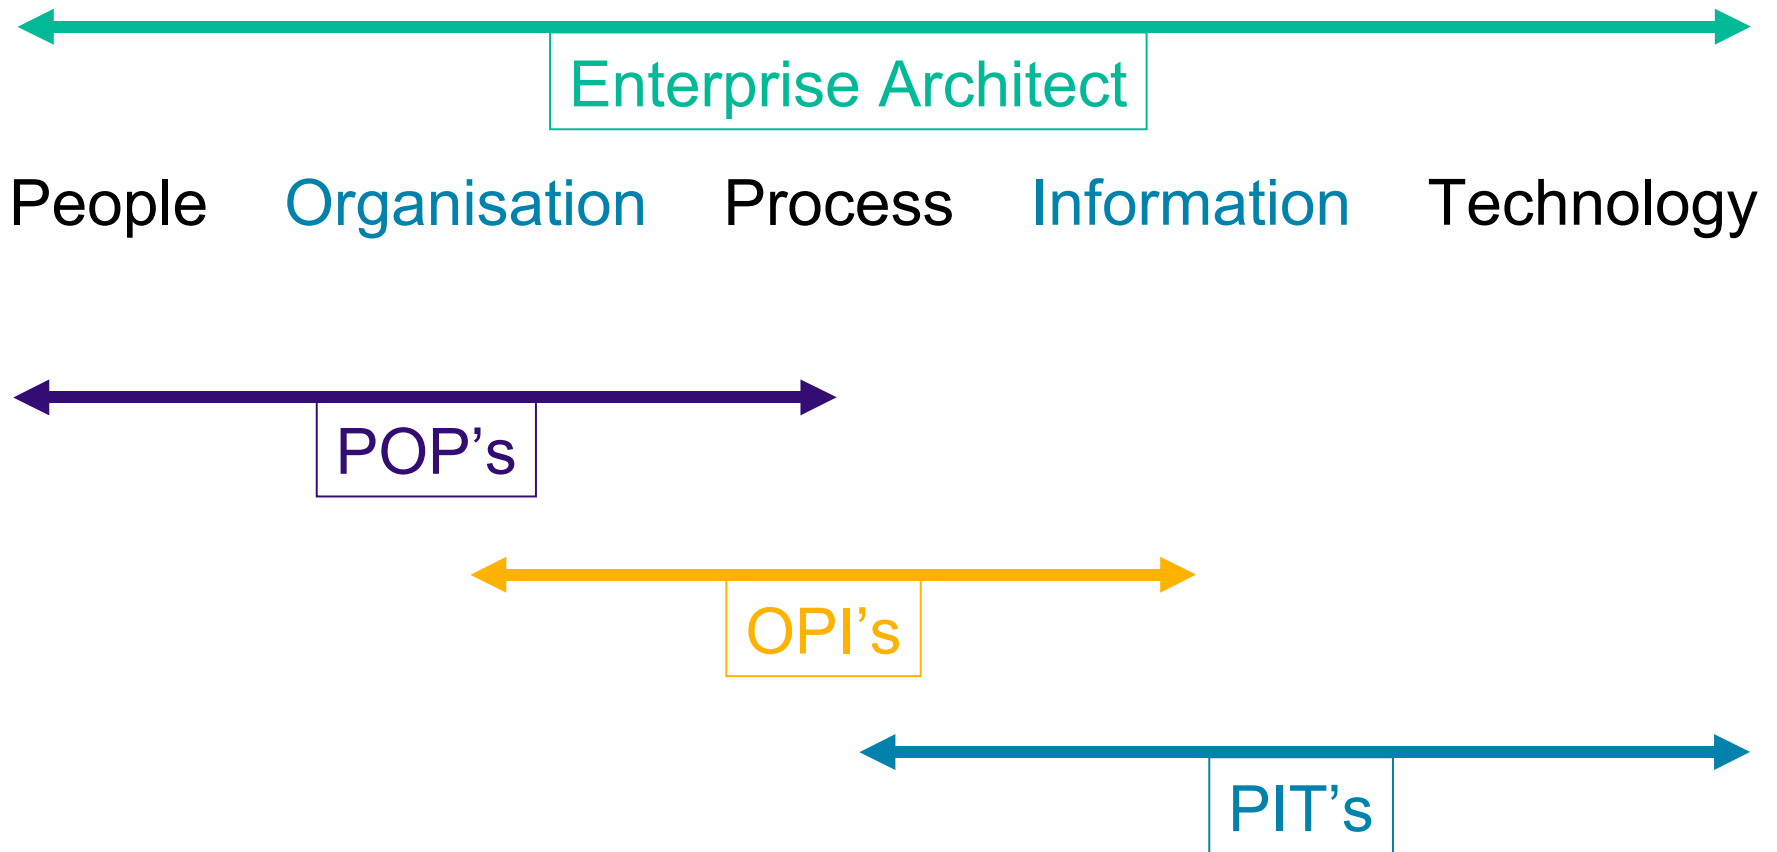 Enterprise Architect
People Organisation Process Information Technology
POP’s
OPI’s
PIT’s